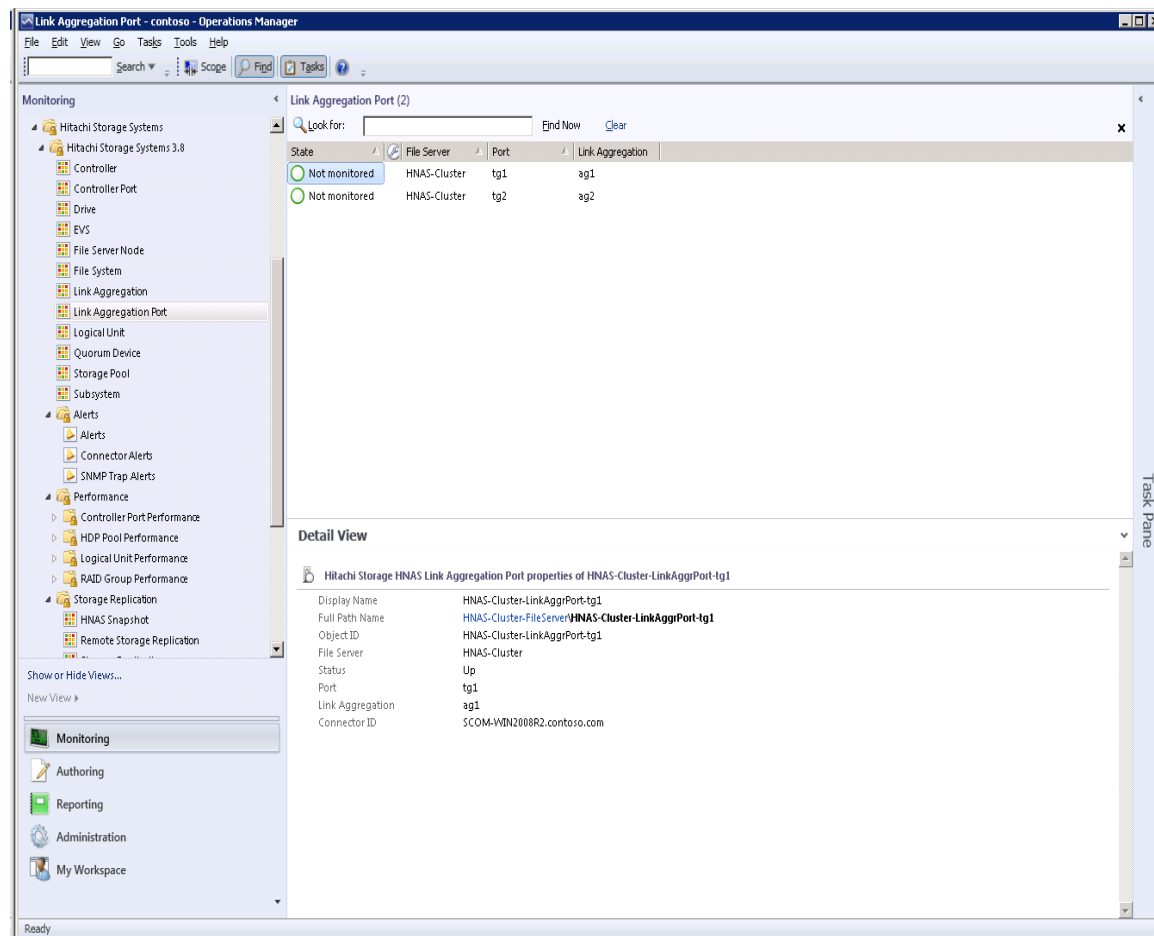 Link Aggregation Port - contoso - Operations Manager
File Edit View Go Tasks Tools Help
Search Scope Find Tasks
Monitoring
Hitachi Storage Systems
Hitachi Storage Systems 3.8
Controller
Controller Port
Drive
EVS
File Server Node
File System
Link Aggregation
Link Aggregation Port
Logical Unit
Quorum Device
Storage Pool
Subsystem
Alerts
Alerts
Connector Alerts
SNMP Trap Alerts
Performance
Controller Port Performance
HDP Pool Performance
Logical Unit Performance
RAID Group Performance
Storage Replication
HNAS Snapshot
Remote Storage Replication
Show or Hide Views...
New View
Monitoring
Authoring
Reporting
Administration
My Workspace
Link Aggregation Port (2)
Look for: Find Now Clear x
State File Server Port Link Aggregation
Not monitored HNAS-Cluster tg1 ag1
Not monitored HNAS-Cluster tg2 ag2
Detail View
Hitachi Storage HNAS Link Aggregation Port properties of HNAS-Cluster-LinkAggrPort-tg1
Display Name HNAS-Cluster-LinkAggrPort-tg1
Full Path Name HNAS-Cluster-FileServer\HNAS-Cluster-LinkAggrPort-tg1
Object ID HNAS-Cluster-LinkAggrPort-tg1
File Server HNAS-Cluster
Status Up
Port tg1
Link Aggregation ag1
Connector ID SCOM-WIN2008R2.contoso.com
Task Pane
Ready